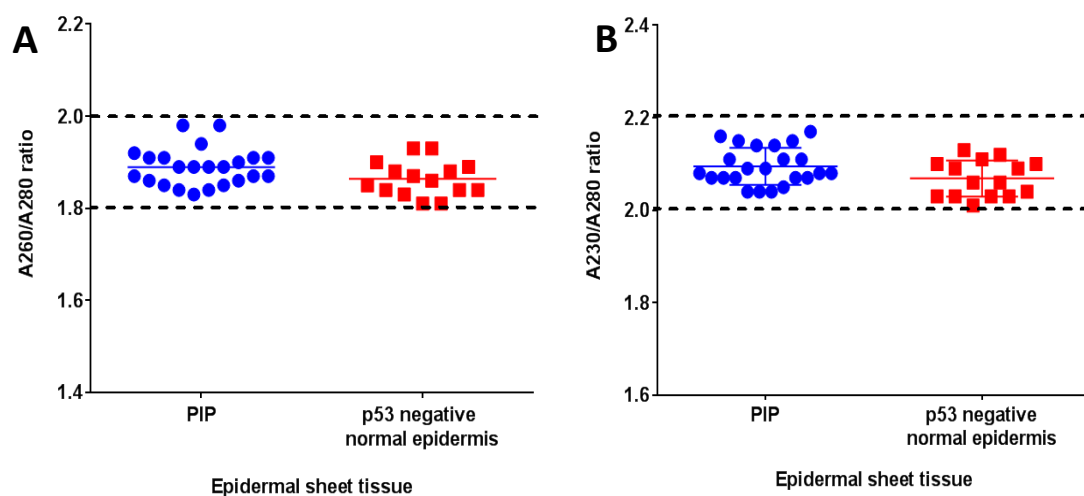 A
A260/A280 ratio
2.2
2.0
1.8
1.6
1.4
PIP
p53 negative
normal epidermis
Epidermal sheet tissue
B
A230/A280 ratio
2.4
2.2
2.0
1.8
1.6
PIP
p53 negative
normal epidermis
Epidermal sheet tissue